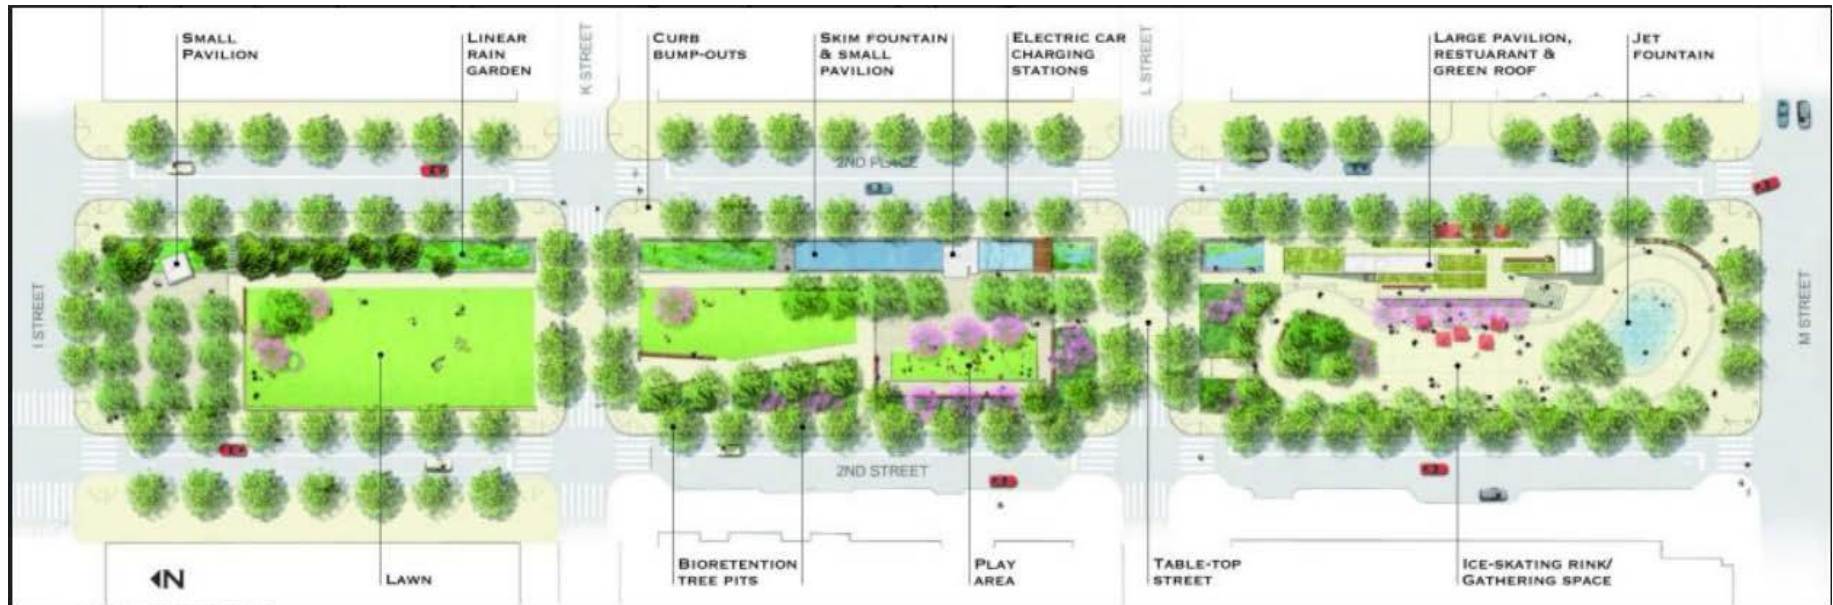 SMALL
PAVILION
LINEAR
RAIN
GARDEN
K STREET
CURB
BUMP-OUTS
SKIM FOUNTAIN
& SMALL
PAVILION
ELECTRIC CAR
CHARGING
STATIONS
L STREET
LARGE PAVILION,
RESTUARANT &
GREEN ROOF
JET
FOUNTAIN
2ND PLACE
I STREET
M STREET
2ND STREET
N
LAWN
BIORETENTION
TREE PITS
PLAY
AREA
TABLE-TOP
STREET
ICE-SKATING RINK/
GATHERING SPACE